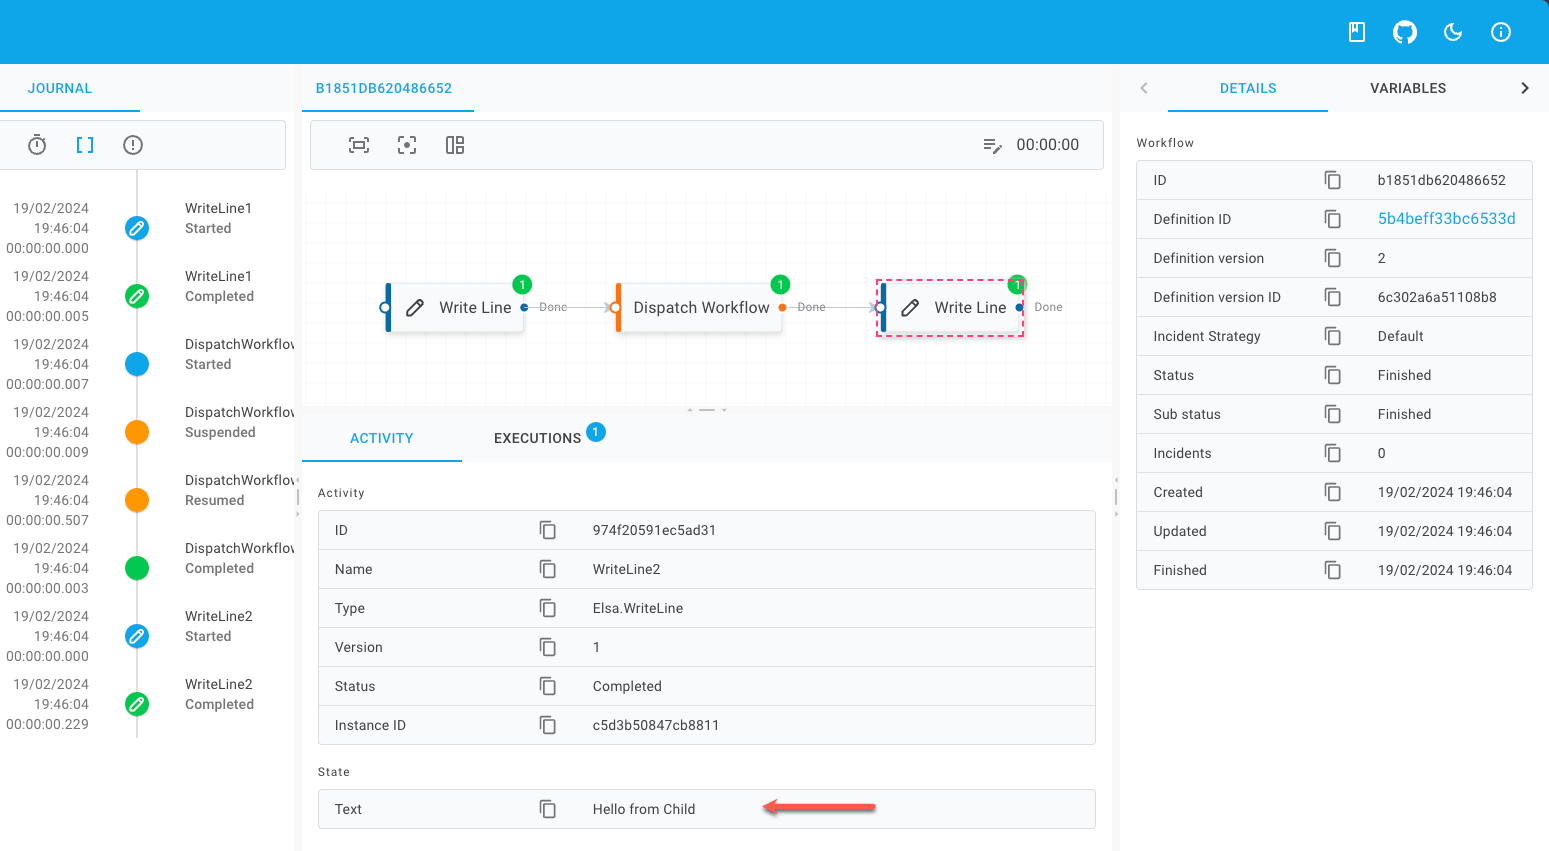 JOURNAL
B1851DB620486652
DETAILS
VARIABLES
00:00:00
19/02/2024
19:46:04
00:00:00.000
WriteLine1
Started
19/02/2024
19:46:04
00:00:00.005
WriteLine1
Completed
19/02/2024
19:46:04
00:00:00.007
DispatchWorkflow
Started
19/02/2024
19:46:04
00:00:00.009
DispatchWorkflow
Suspended
19/02/2024
19:46:04
00:00:00.507
DispatchWorkflow
Resumed
19/02/2024
19:46:04
00:00:00.003
DispatchWorkflow
Completed
19/02/2024
19:46:04
00:00:00.000
WriteLine2
Started
19/02/2024
19:46:04
00:00:00.229
WriteLine2
Completed
1
Write Line
Done
1
Dispatch Workflow
Done
1
Write Line
Done
ACTIVITY
EXECUTIONS 1
Activity
ID 974f20591ec5ad31
Name WriteLine2
Type Elsa.WriteLine
Version 1
Status Completed
Instance ID c5d3b50847cb8811
State
Text Hello from Child
Workflow
ID b1851db620486652
Definition ID 5b4beff33bc6533d
Definition version 2
Definition version ID 6c302a6a51108b8
Incident Strategy Default
Status Finished
Sub status Finished
Incidents 0
Created 19/02/2024 19:46:04
Updated 19/02/2024 19:46:04
Finished 19/02/2024 19:46:04